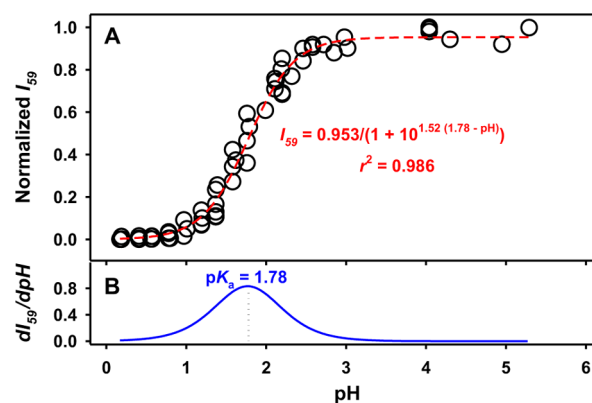 A
1.0
0.8
0.6
0.4
0.2
0.0
Normalized I59
I59 = 0.953/(1 + 10^1.52 (1.78 - pH))
r² = 0.986
B
pKa = 1.78
0.8
0.4
0.0
dI59/dpH
0 1 2 3 4 5 6
pH